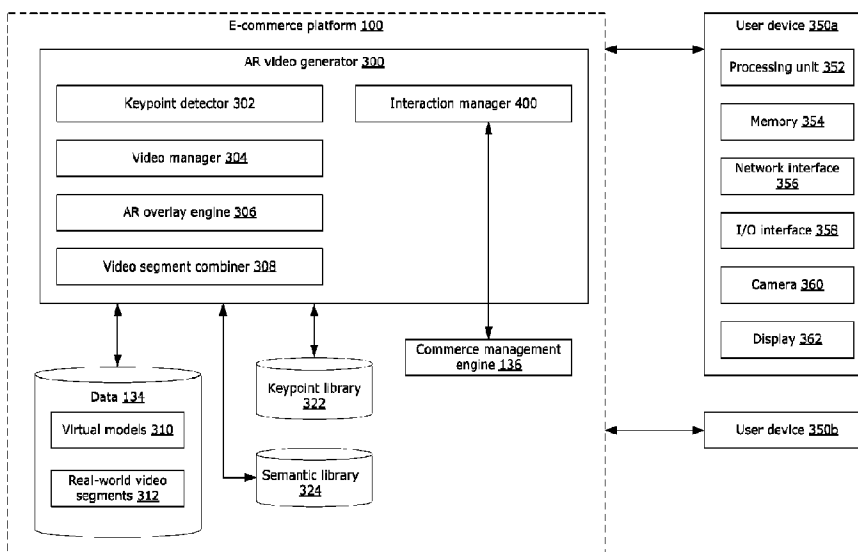 E-commerce platform 100
AR video generator 300
Keypoint detector 302
Video manager 304
AR overlay engine 306
Video segment combiner 308
Interaction manager 400
Commerce management
engine 136
Data 134
Virtual models 310
Real-world video
segments 312
Keypoint library
322
Semantic library
324
User device 350a
Processing unit 352
Memory 354
Network interface
356
I/O interface 358
Camera 360
Display 362
User device 350b